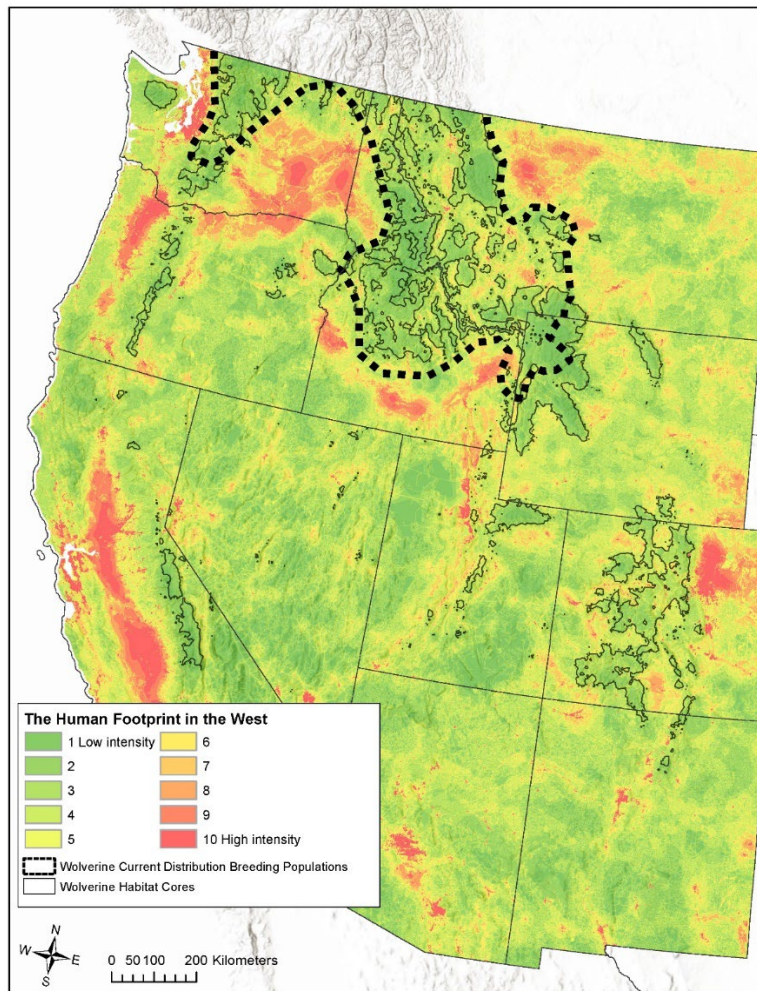 The Human Footprint in the West
1 Low intensity
2
3
4
5
6
7
8
9
10 High intensity
Wolverine Current Distribution Breeding Populations
Wolverine Habitat Cores
N
W
E
S
0 50 100 200 Kilometers